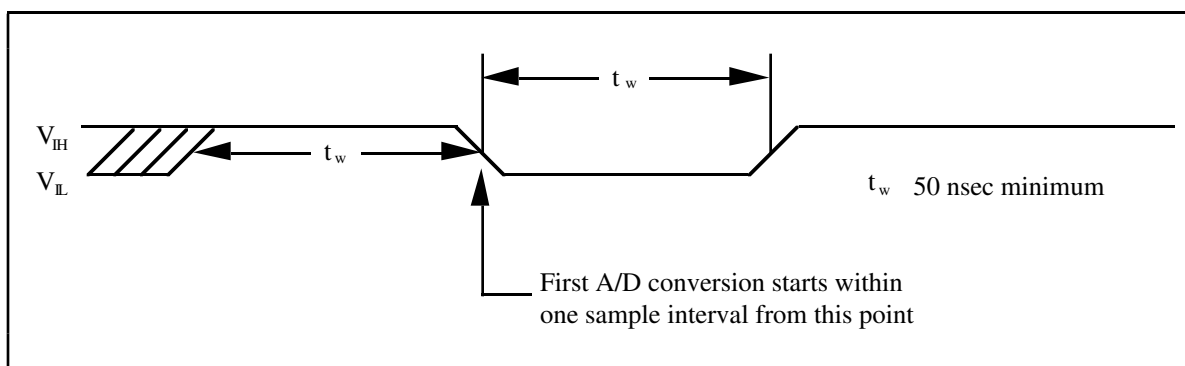 t w
V IH
t w
V IL
t w 50 nsec minimum
First A/D conversion starts within
one sample interval from this point